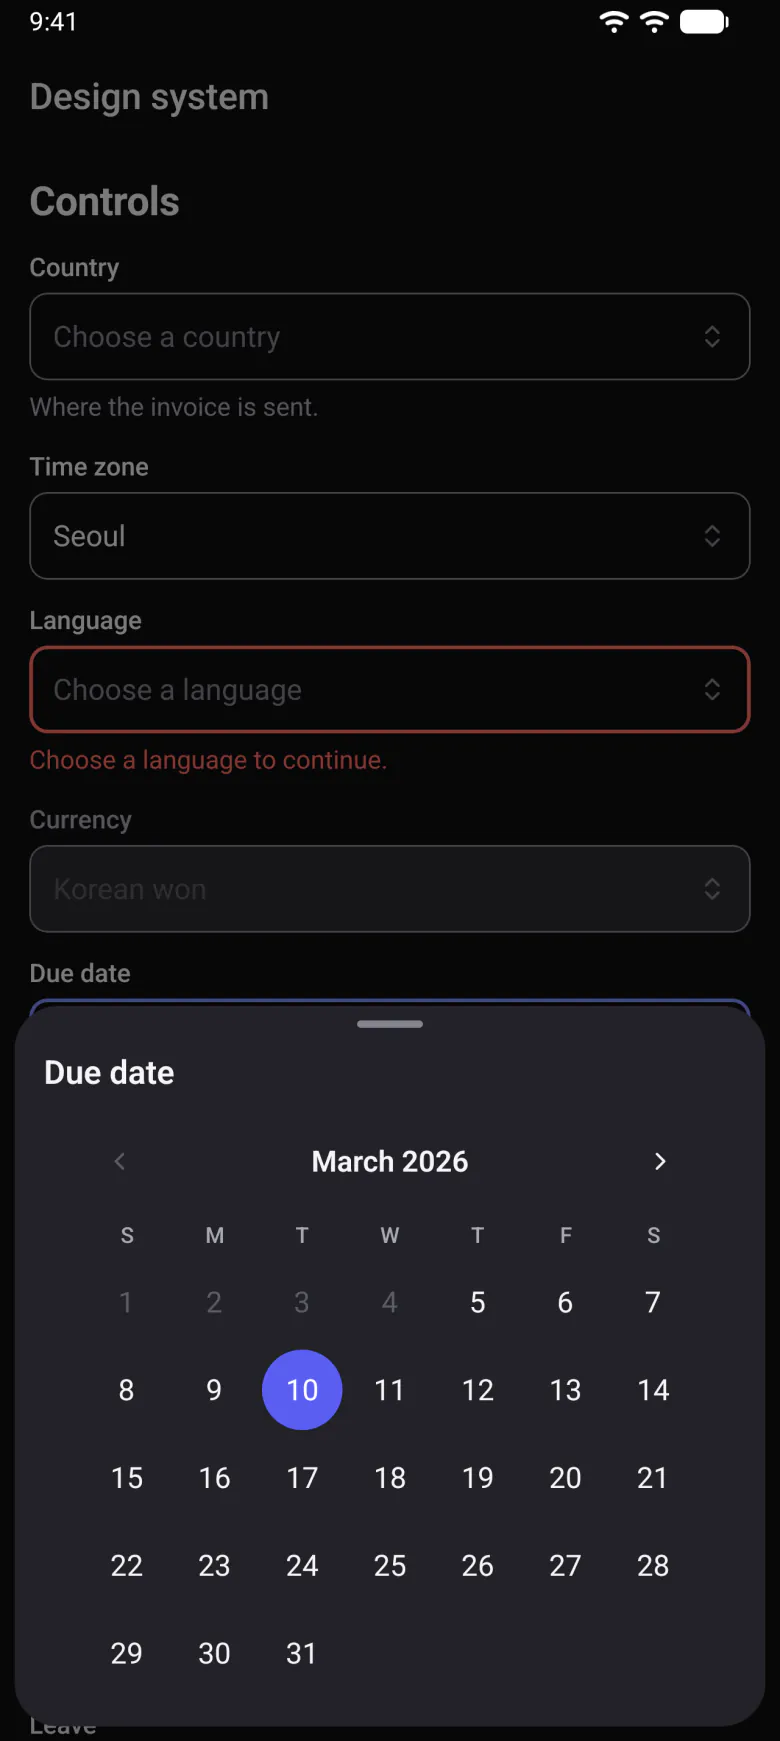 9:41
Design system
Controls
Country
Choose a country
Where the invoice is sent.
Time zone
Seoul
Language
Choose a language
Choose a language to continue.
Currency
Korean won
Due date
Due date
March 2026
S M T W T F S
1 2 3 4 5 6 7
8 9 10 11 12 13 14
15 16 17 18 19 20 21
22 23 24 25 26 27 28
29 30 31
Leave